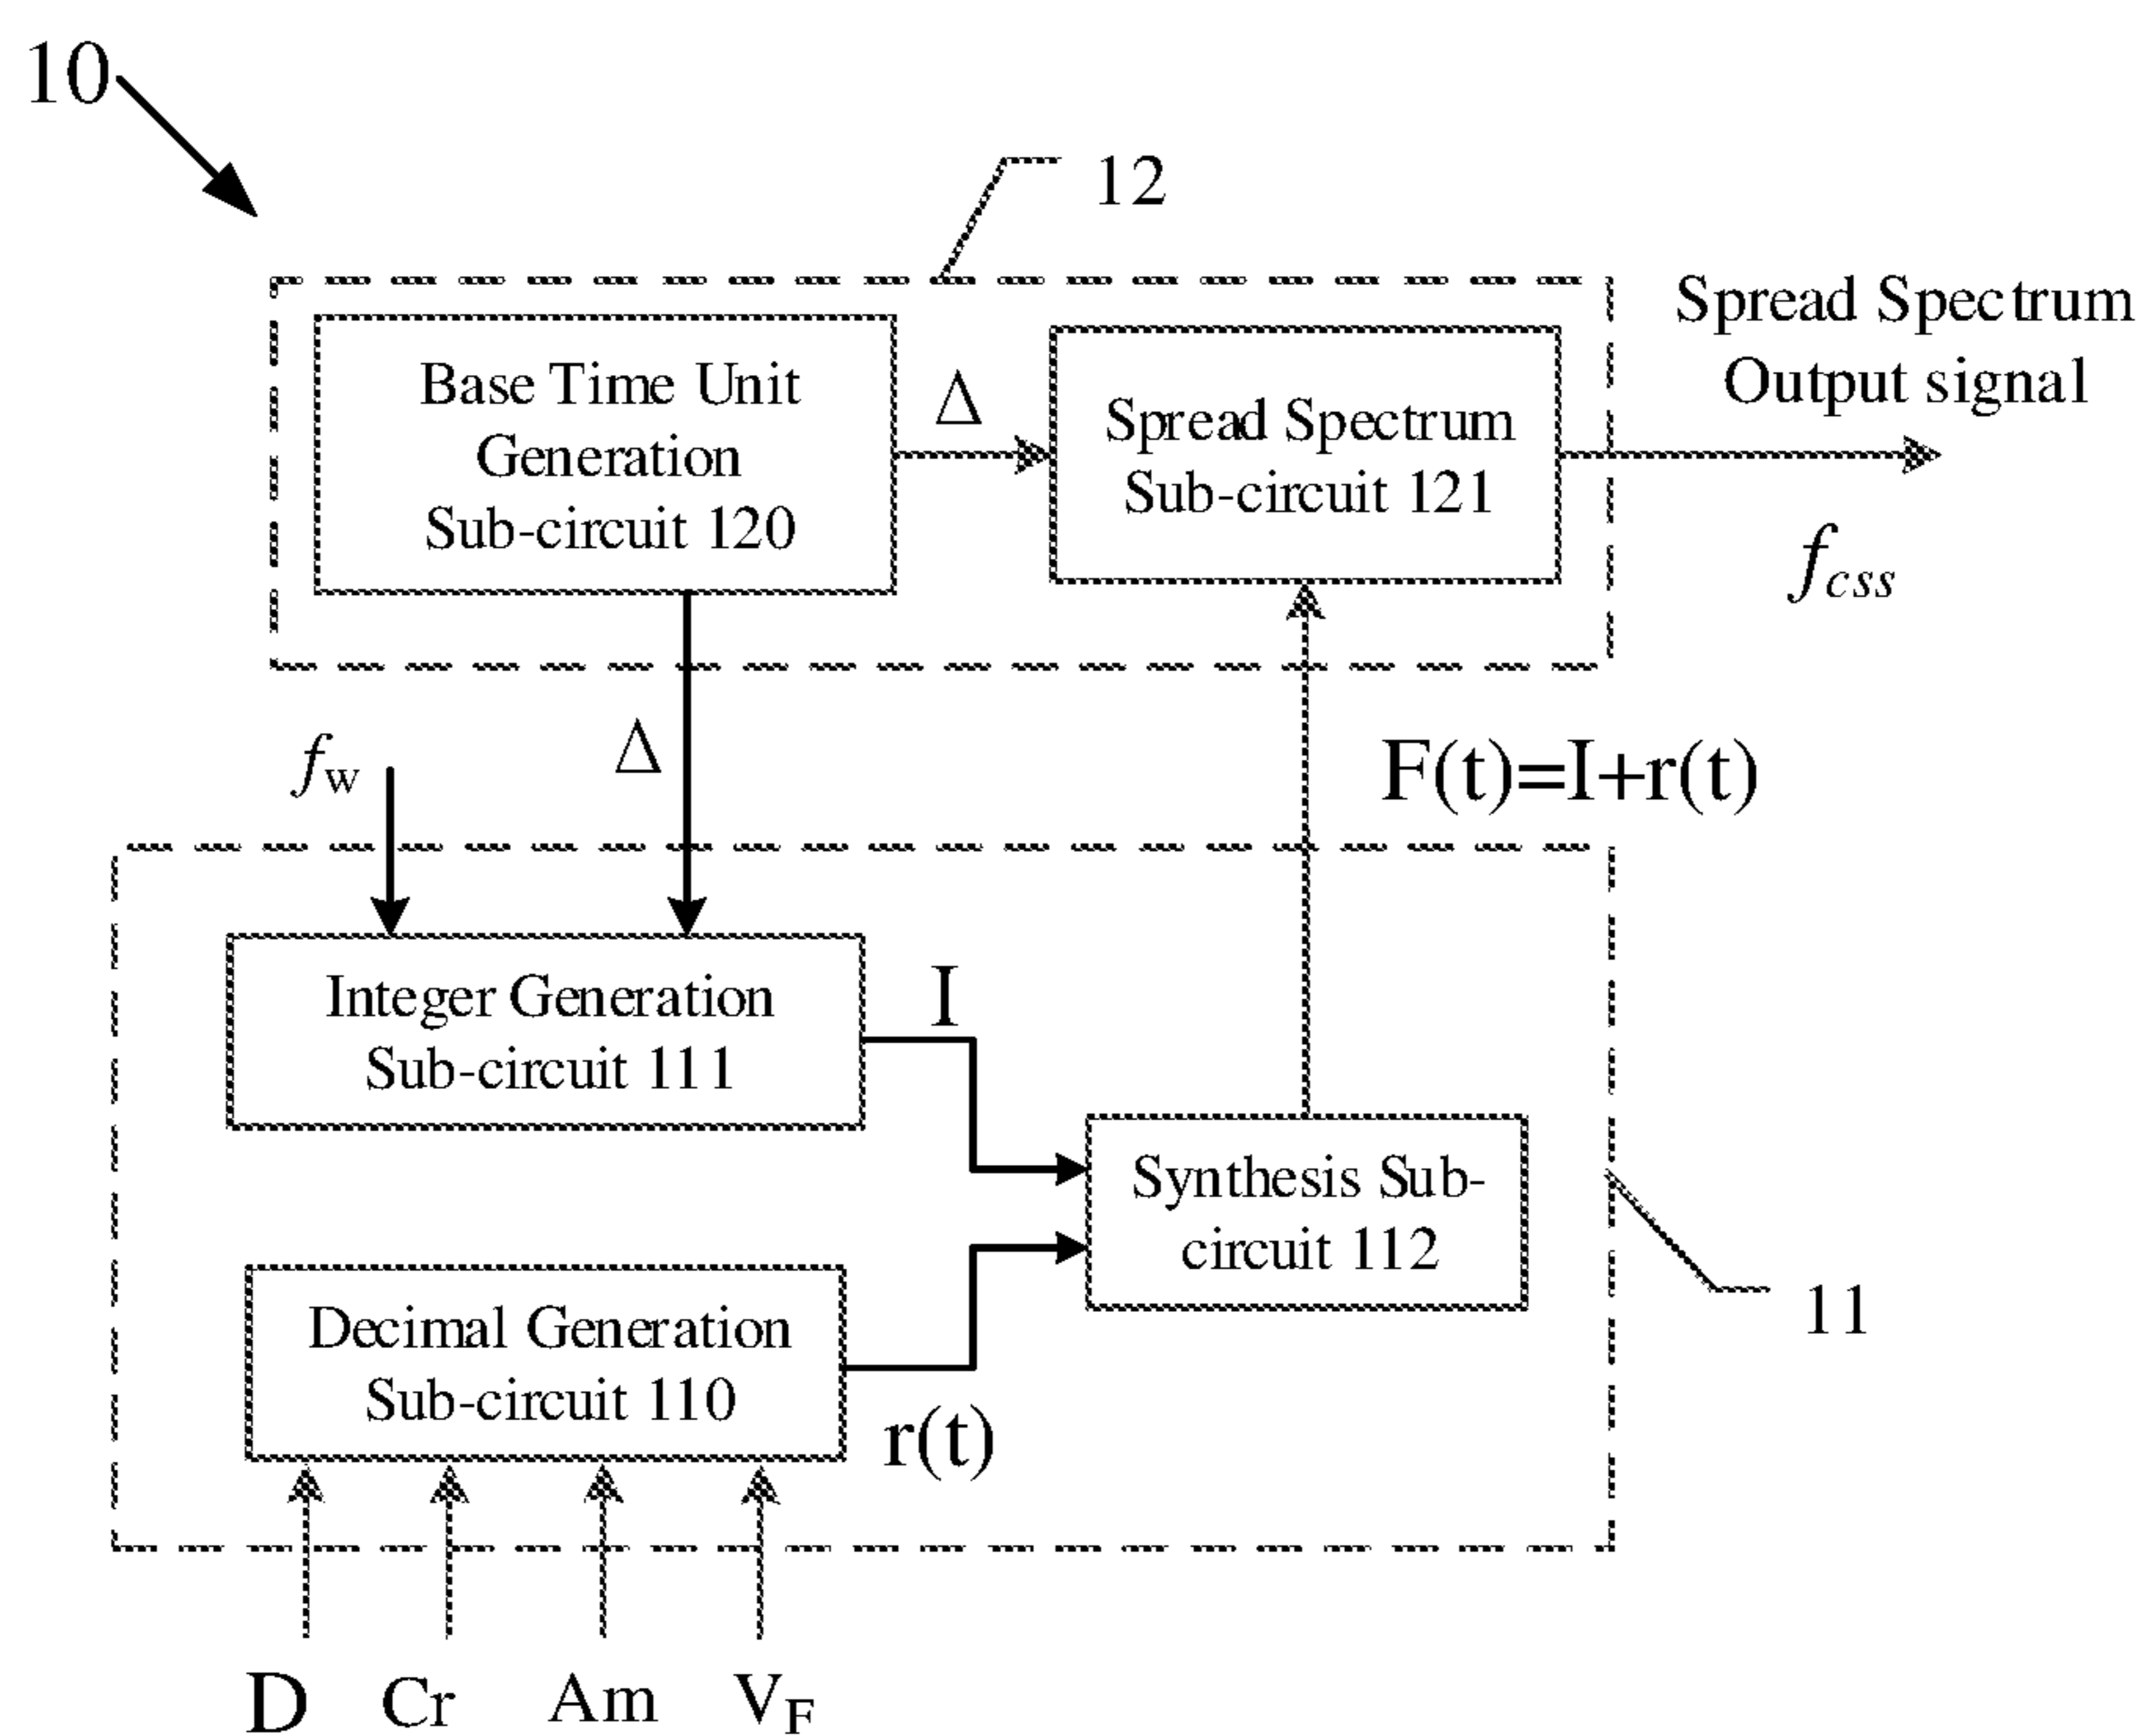 10
12
Spread Spectrum
Output signal
Base Time Unit
Generation
Sub-circuit 120
Δ
Spread Spectrum
Sub-circuit 121
fcss
fw
Δ
F(t)=I+r(t)
Integer Generation
Sub-circuit 111
I
Synthesis Sub-
circuit 112
Decimal Generation
Sub-circuit 110
r(t)
11
D
Cr
Am
VF